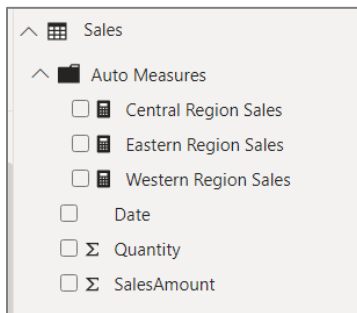 Sales
Auto Measures
Central Region Sales
Eastern Region Sales
Western Region Sales
Date
Σ Quantity
Σ SalesAmount